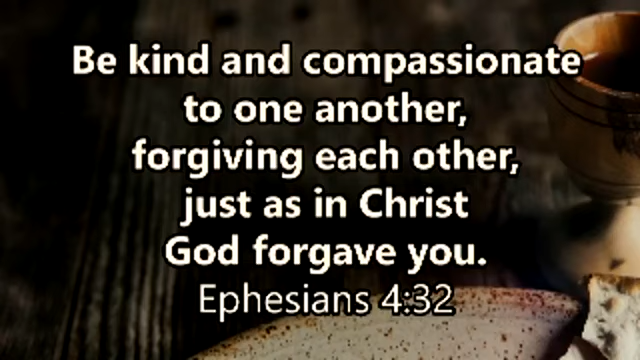 Be kind and compassionate
to one another,
forgiving each other,
just as in Christ
God forgave you.
Ephesians 4:32